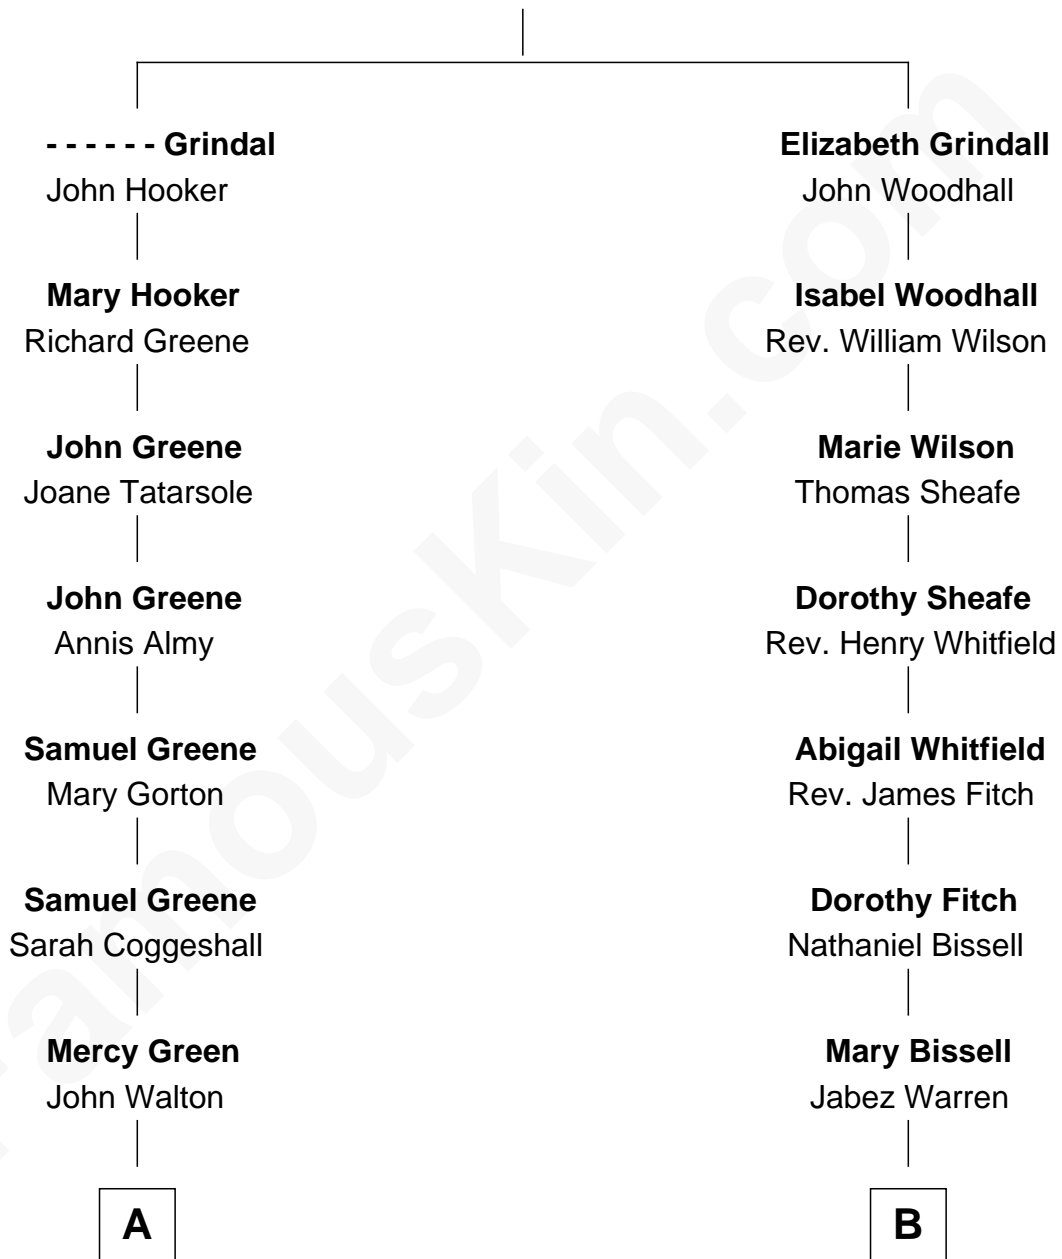 - - - - - - Grindal
John Hooker
Mary Hooker
Richard Greene
John Greene
Joane Tatarsole
John Greene
Annis Almy
Samuel Greene
Mary Gorton
Samuel Greene
Sarah Coggeshall
Mercy Green
John Walton
A
Elizabeth Grindall
John Woodhall
Isabel Woodhall
Rev. William Wilson
Marie Wilson
Thomas Sheafe
Dorothy Sheafe
Rev. Henry Whitfield
Abigail Whitfield
Rev. James Fitch
Dorothy Fitch
Nathaniel Bissell
Mary Bissell
Jabez Warren
B
FamousKin.com